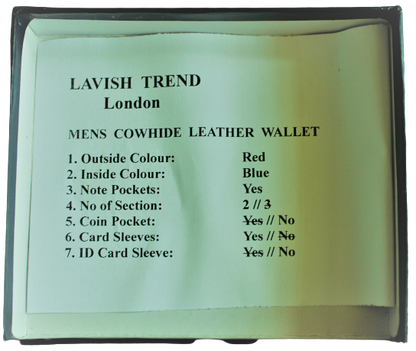 LAVISH TREND
London
MENS COWHIDE LEATHER WALLET
1. Outside Colour: Red
2. Inside Colour: Blue
3. Note Pockets: Yes
4. No of Section: 2 // 3
5. Coin Pocket: Yes // No
6. Card Sleeves: Yes // No
7. ID Card Sleeve: Yes // No